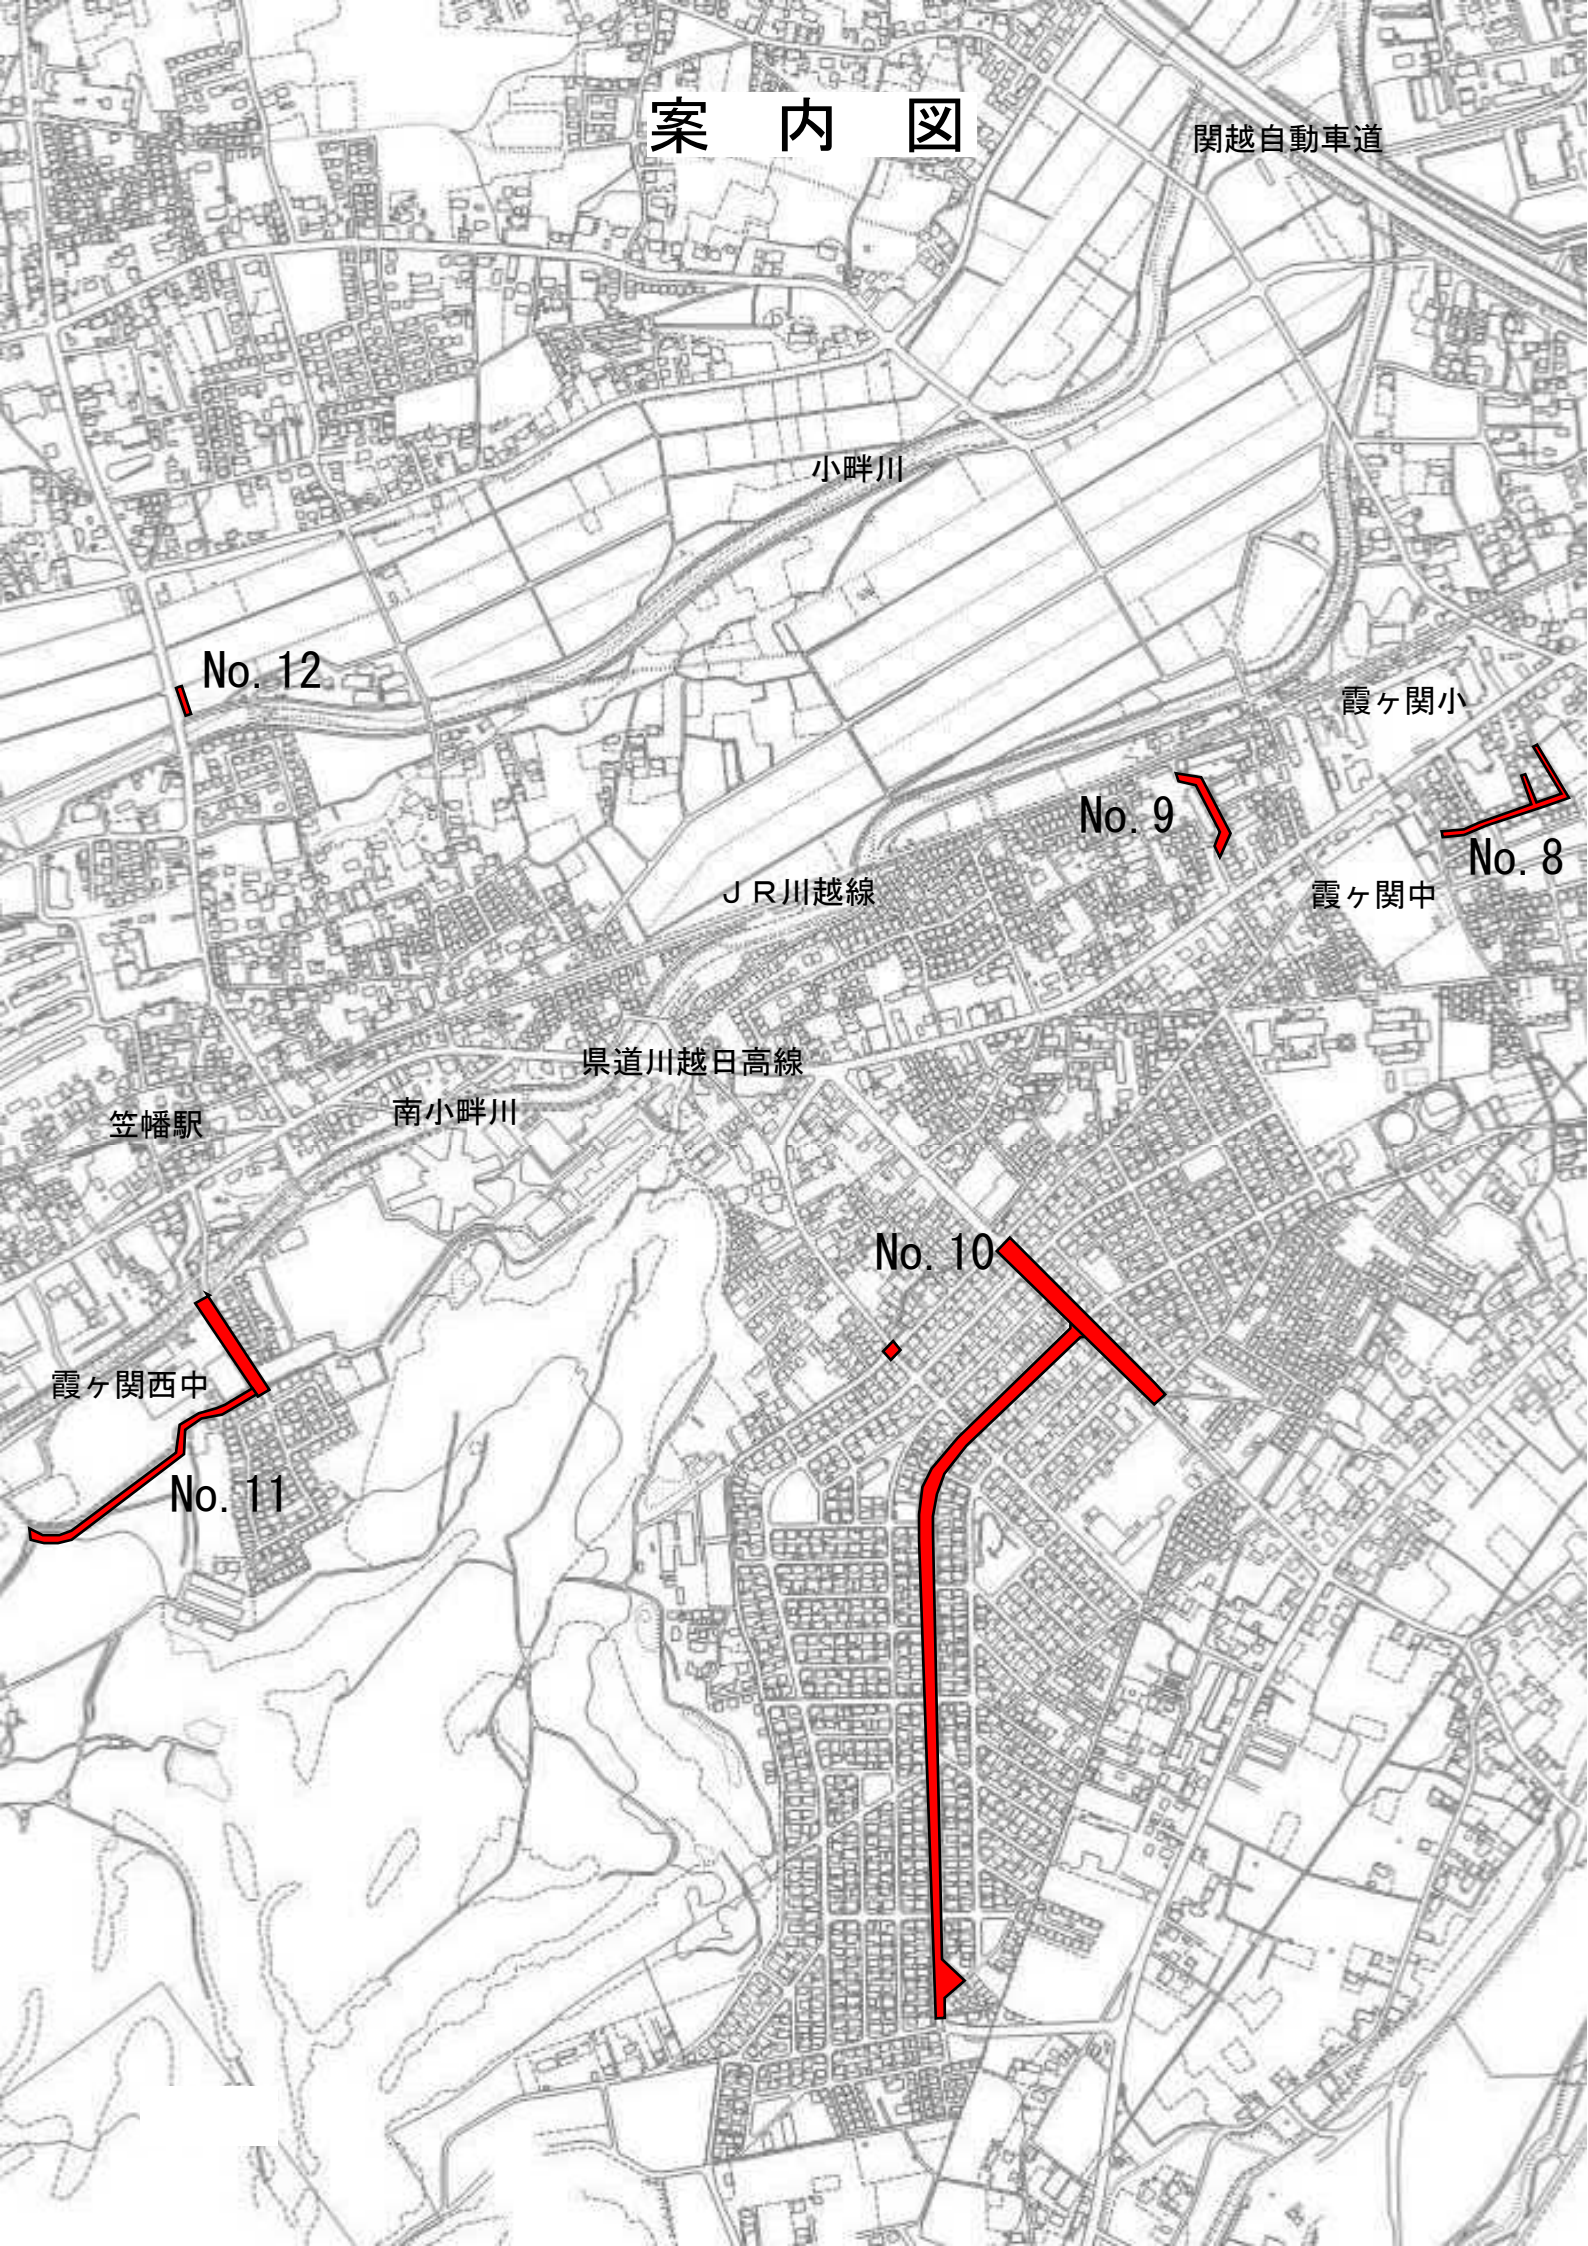 案 内 図
関越自動車道
小畔川
No. 12
霞ヶ関小
No. 9
No. 8
JR川越線
霞ヶ関中
県道川越日高線
南小畔川
笠幡駅
No. 10
霞ヶ関西中
No. 11